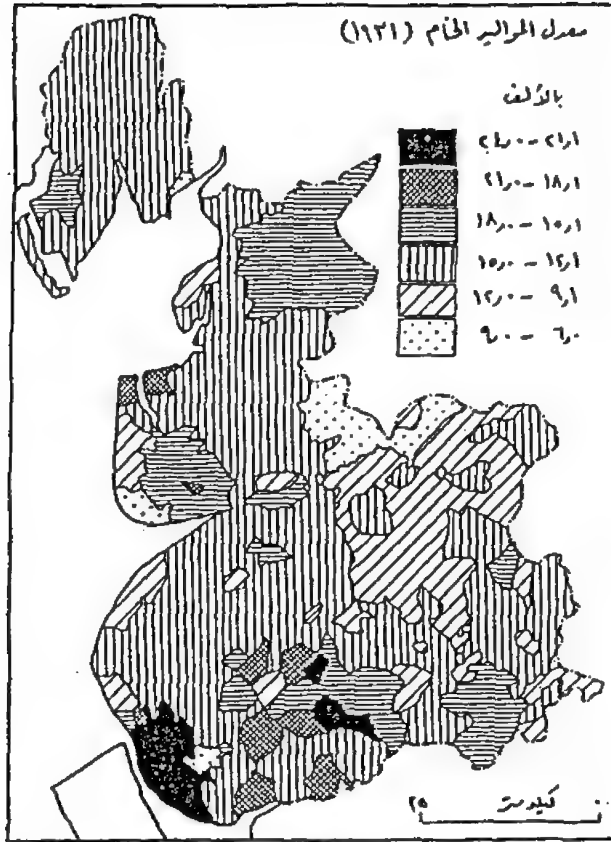 معدل المواليد الخام (١٩٣١)
بالألف
٢١٫١ – ٢٤٫٠
١٨٫١ – ٢١٫٠
١٥٫١ – ١٨٫٠
١٢٫١ – ١٥٫٠
٩٫١ – ١٢٫٠
٦٫٠ – ٩٫٠
٠ كيلومتر ٢٥